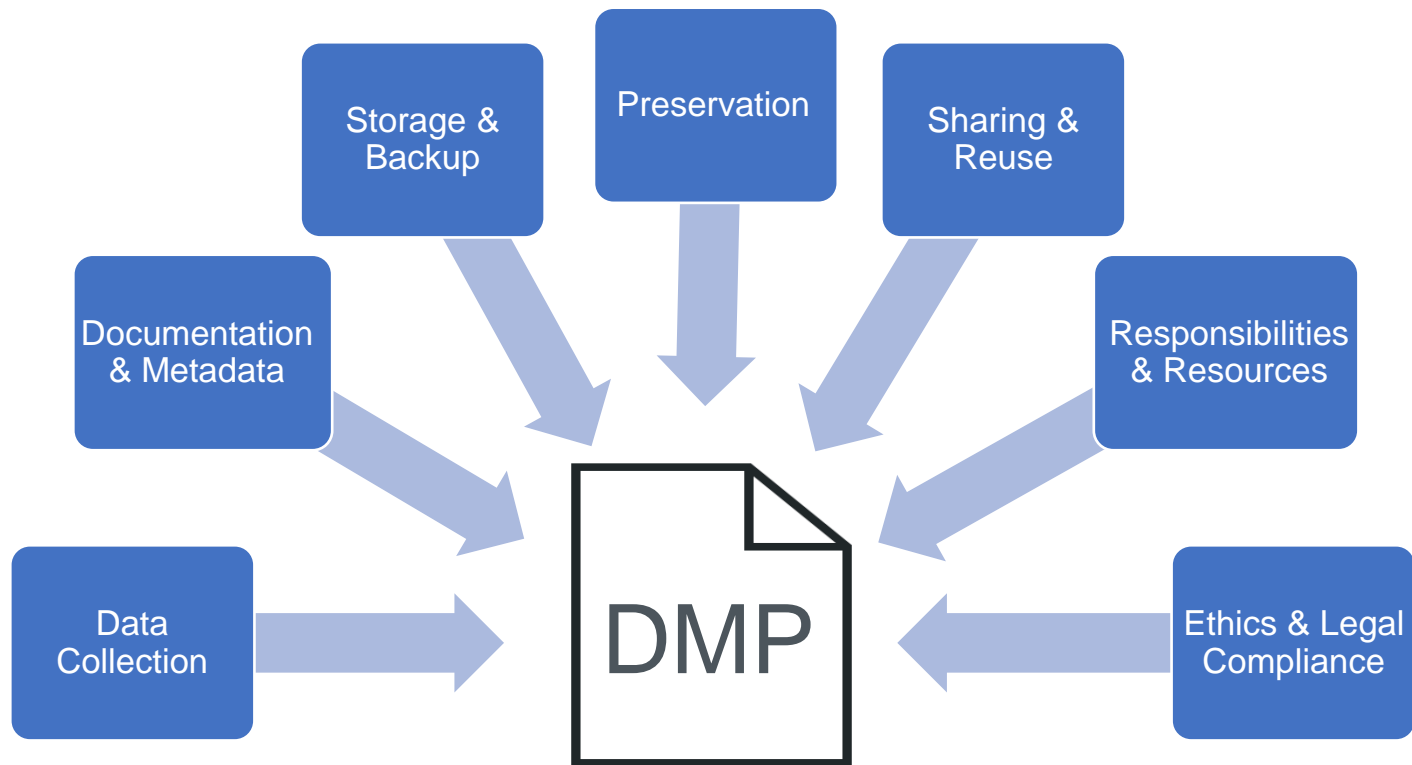 Preservation
Storage &
Backup
Sharing &
Reuse
Documentation
& Metadata
Responsibilities
& Resources
Data
Collection
DMP
Ethics & Legal
Compliance